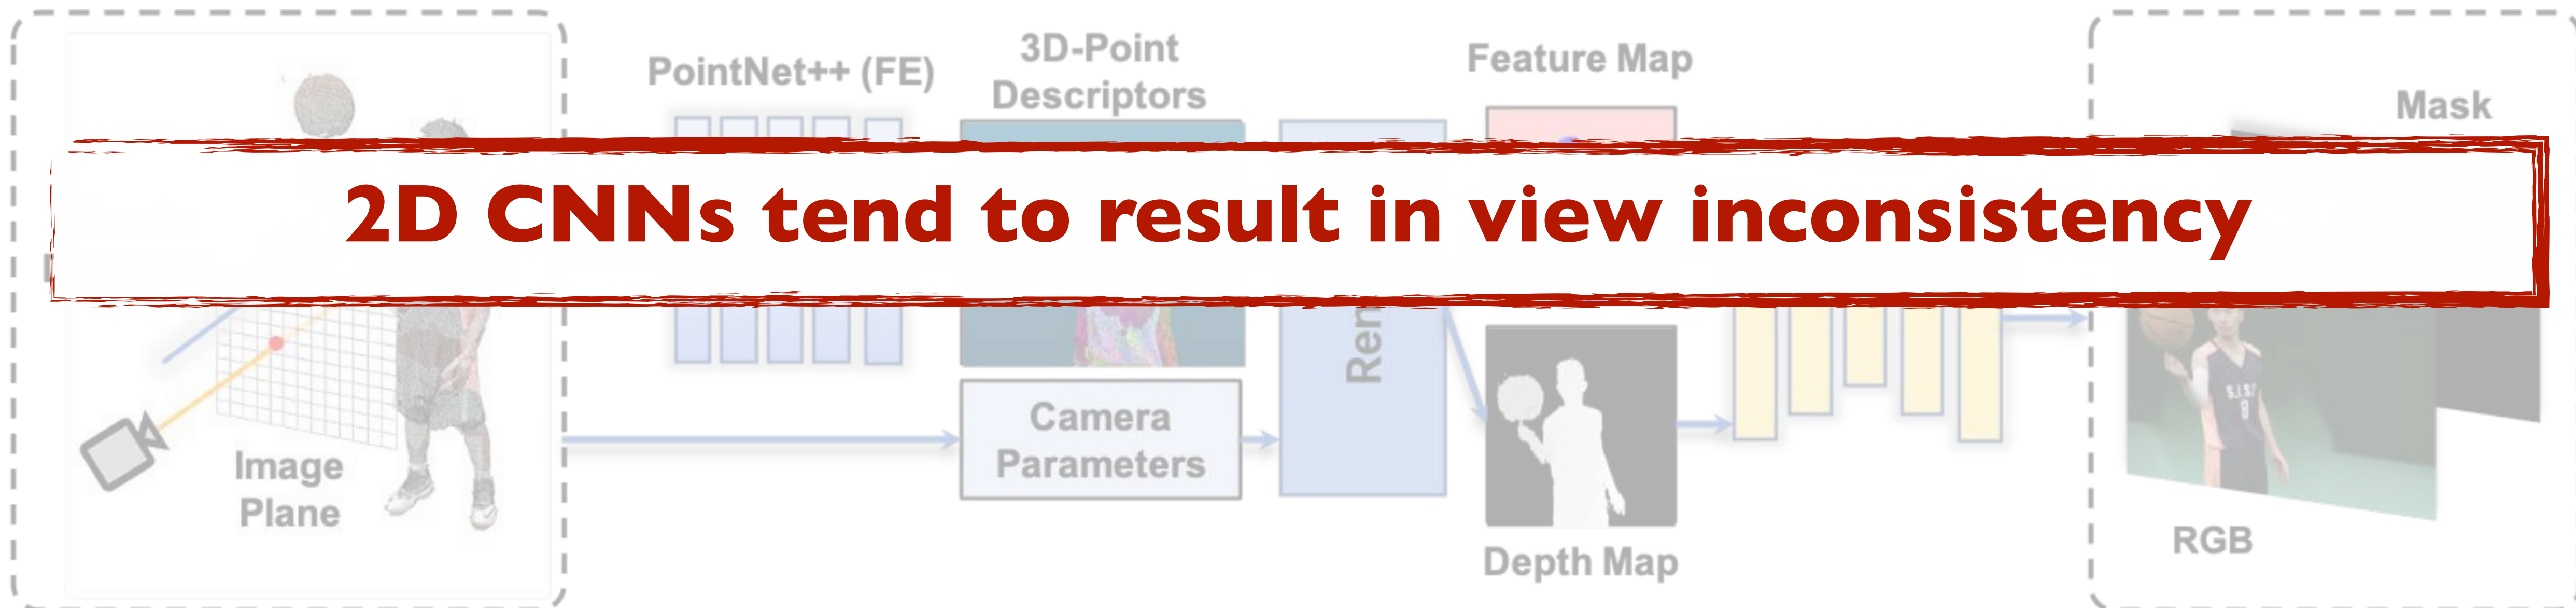 PointNet++ (FE)
3D-Point
Descriptors
Feature Map
Mask
2D CNNs tend to result in view inconsistency
Image
Plane
Camera
Parameters
Depth Map
RGB
S.I.S.
8